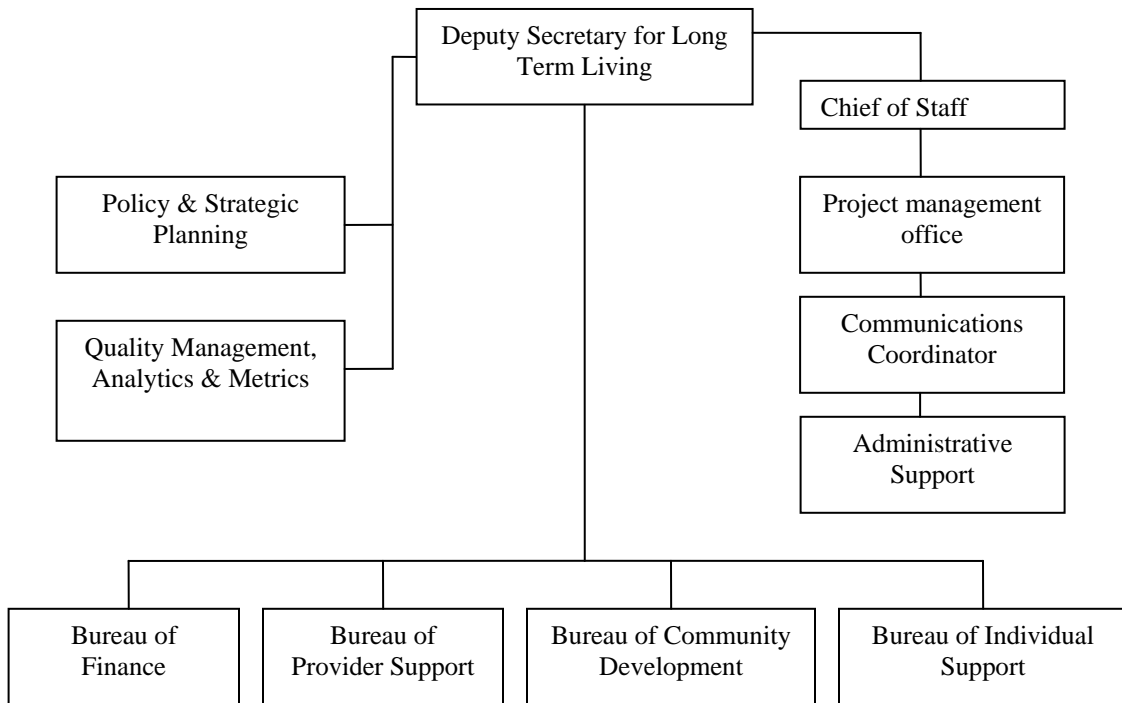 Deputy Secretary for Long
Term Living
Chief of Staff
Policy & Strategic
Planning
Project management
office
Quality Management,
Analytics & Metrics
Communications
Coordinator
Administrative
Support
Bureau of
Finance
Bureau of
Provider Support
Bureau of Community
Development
Bureau of Individual
Support